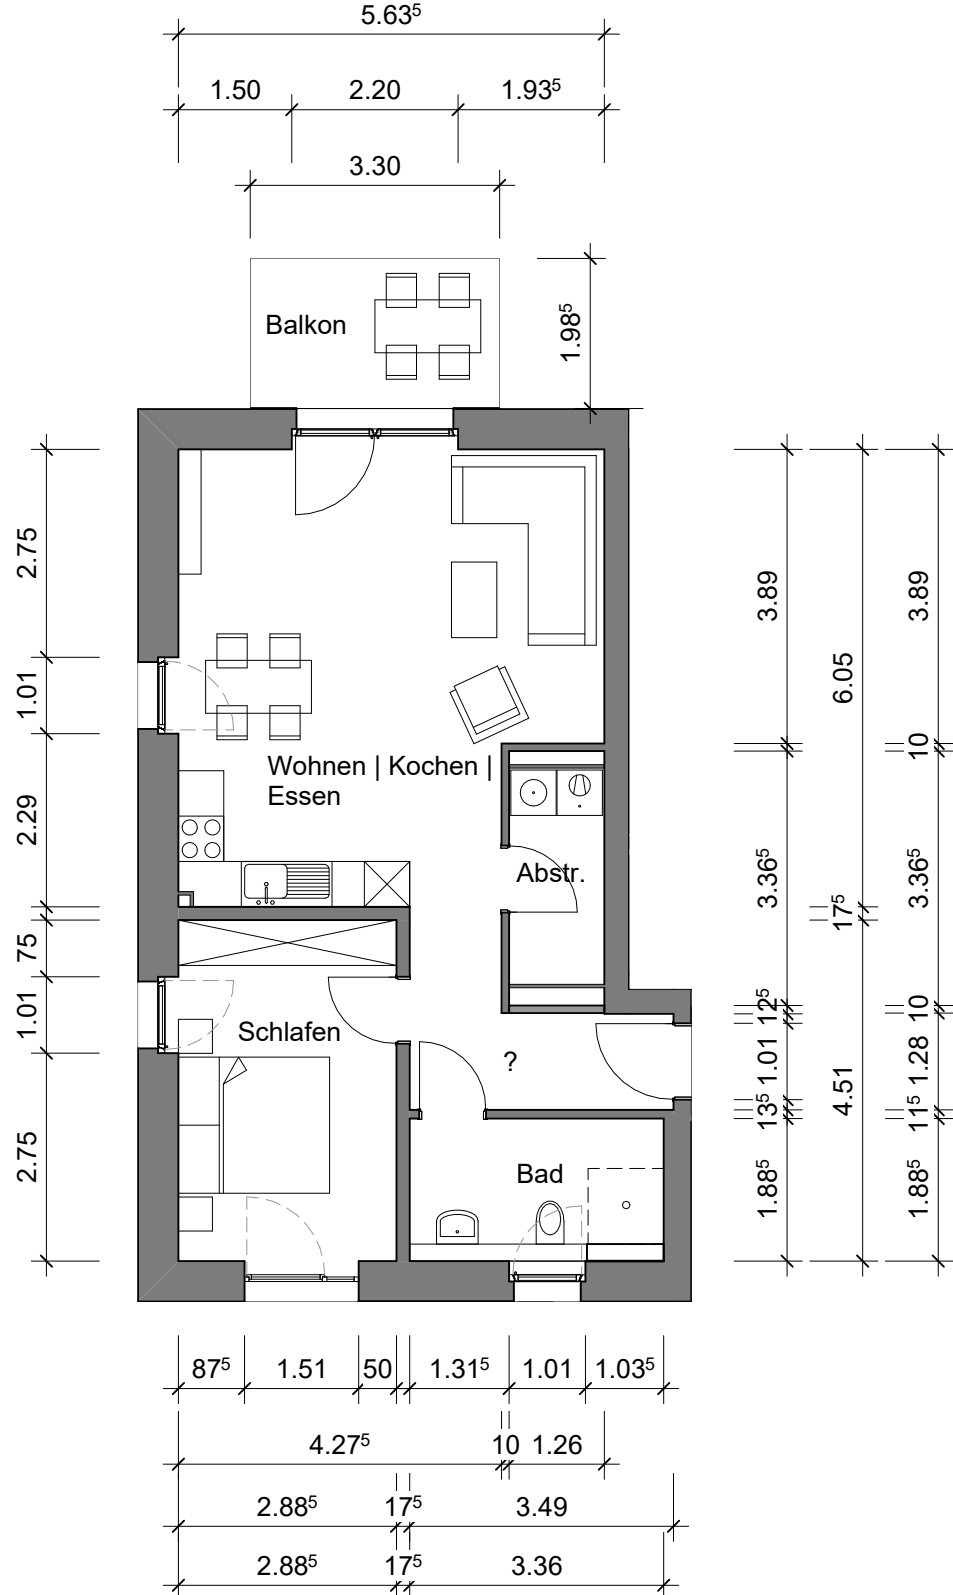 5.63⁵
1.50 2.20 1.93⁵
3.30
1.98⁵
Balkon
2.75
1.01
2.29
75
1.01
2.75
Wohnen | Kochen |
Essen
Abstr.
Schlafen
?
Bad
3.89
3.36⁵
12⁵
1.01
13⁵
1.88⁵
6.05
17⁵
4.51
3.89
10
3.36⁵
10
1.28
11⁵
1.88⁵
87⁵ 1.51 50 1.31⁵ 1.01 1.03⁵
4.27⁵ 10 1.26
2.88⁵ 17⁵ 3.49
2.88⁵ 17⁵ 3.36